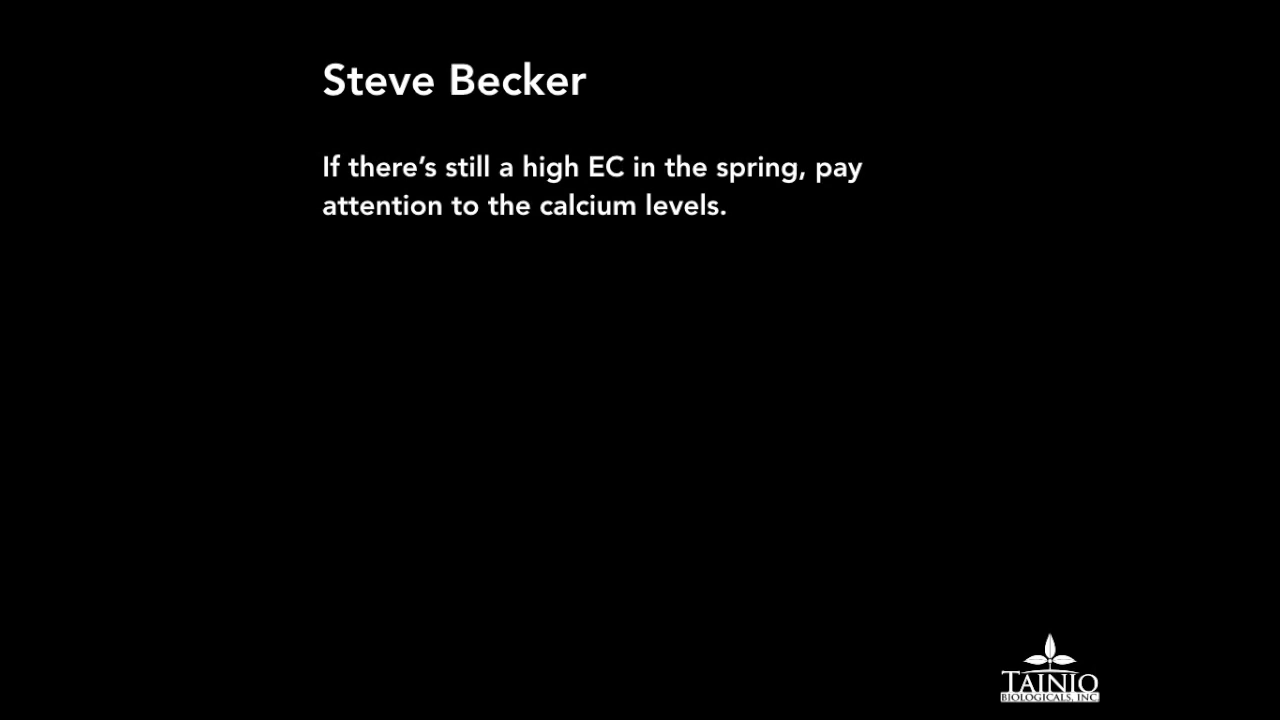 Steve Becker
If there’s still a high EC in the spring, pay
attention to the calcium levels.
TAINIO
BIOLOGICALS, INC